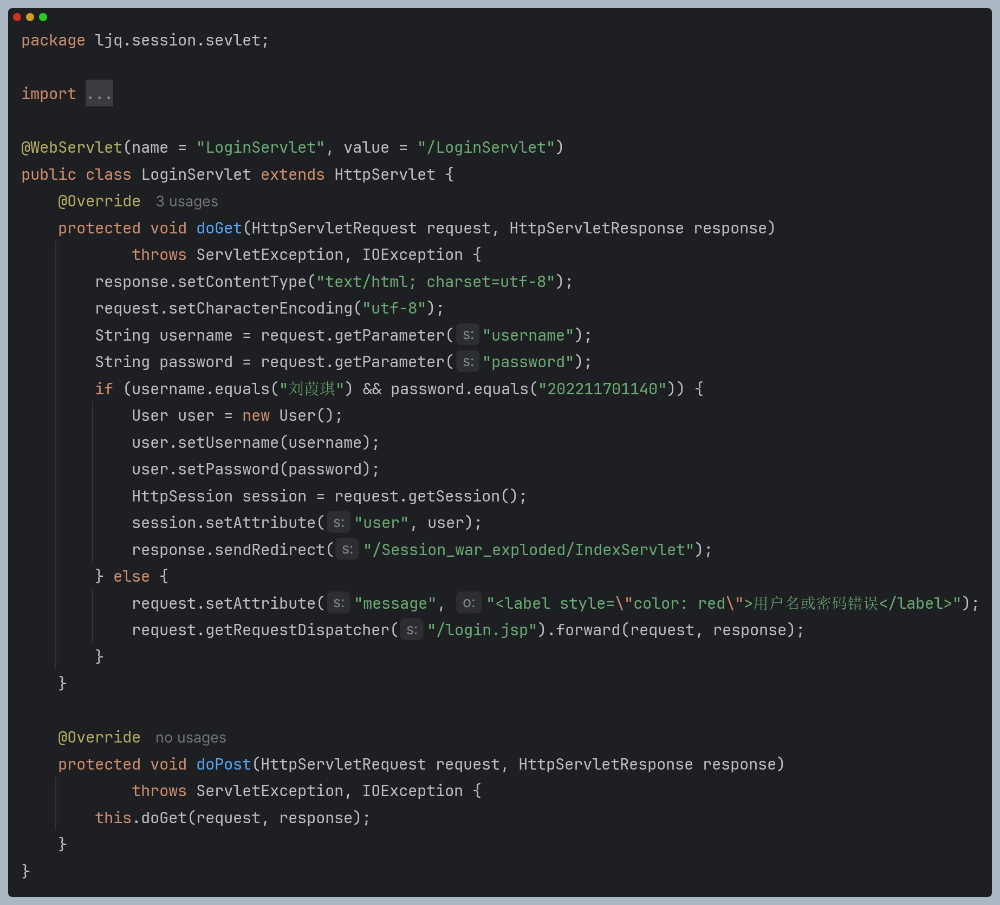 package ljq.session.sevlet;
import ...
@WebServlet(name = "LoginServlet", value = "/LoginServlet")
public class LoginServlet extends HttpServlet {
@Override 3 usages
protected void doGet(HttpServletRequest request, HttpServletResponse response)
throws ServletException, IOException {
response.setContentType("text/html; charset=utf-8");
request.setCharacterEncoding("utf-8");
String username = request.getParameter( s: "username");
String password = request.getParameter( s: "password");
if (username.equals("刘葭琪") && password.equals("202211701140")) {
User user = new User();
user.setUsername(username);
user.setPassword(password);
HttpSession session = request.getSession();
session.setAttribute( s: "user", user);
response.sendRedirect( s: "/Session_war_exploded/IndexServlet");
} else {
request.setAttribute( s: "message", o: "<label style=\"color: red\">用户名或密码错误</label>");
request.getRequestDispatcher( s: "/login.jsp").forward(request, response);
}
}
@Override no usages
protected void doPost(HttpServletRequest request, HttpServletResponse response)
throws ServletException, IOException {
this.doGet(request, response);
}
}